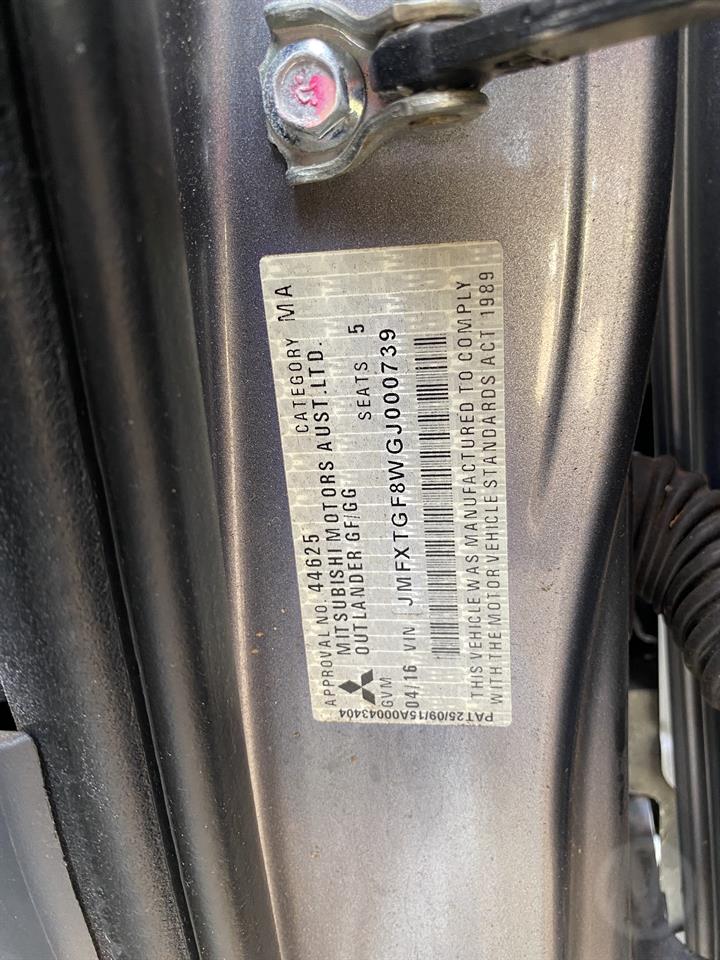 APPROVAL NO. 44625 CATEGORY MA
MITSUBISHI MOTORS AUST.LTD.
OUTLANDER GF/GG
GVM SEATS 5
04/16 VIN JMFXTGF8WGJ000739
THIS VEHICLE WAS MANUFACTURED TO COMPLY
WITH THE MOTOR VEHICLE STANDARDS ACT 1989
PAT25/09/15A00043404